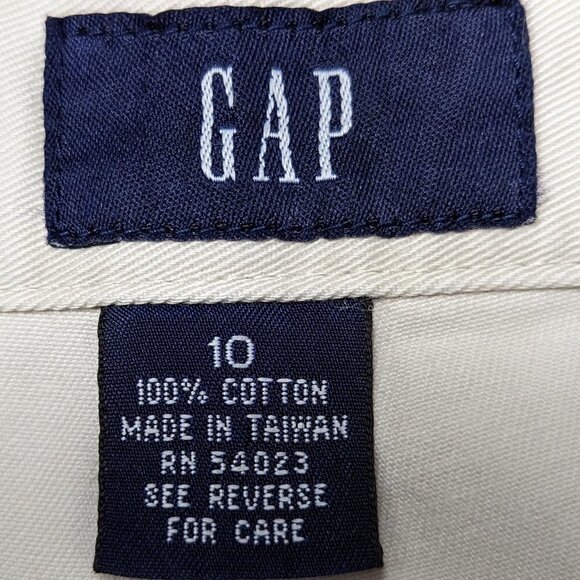 GAP
10
100% COTTON
MADE IN TAIWAN
RN 54023
SEE REVERSE
FOR CARE